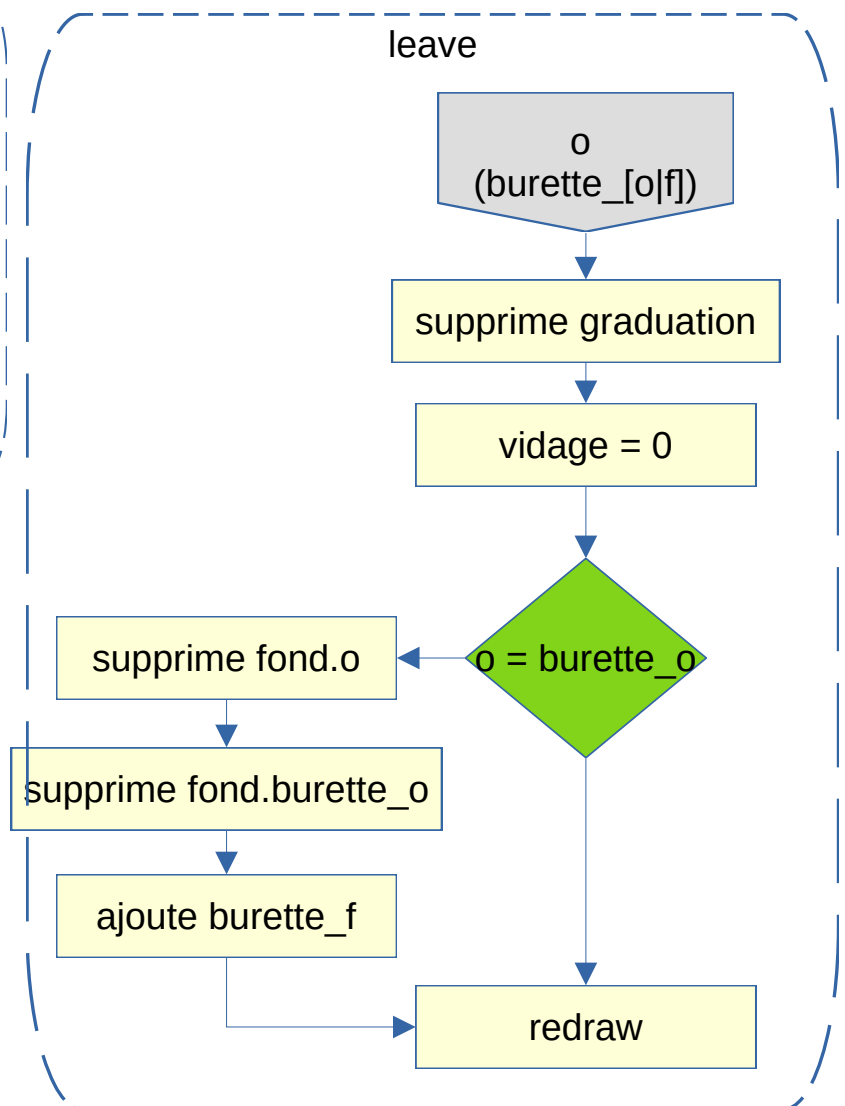 leave
o
(burette_[o|f])
supprime graduation
vidage = 0
o = burette_o
supprime fond.o
supprime fond.burette_o
ajoute burette_f
redraw